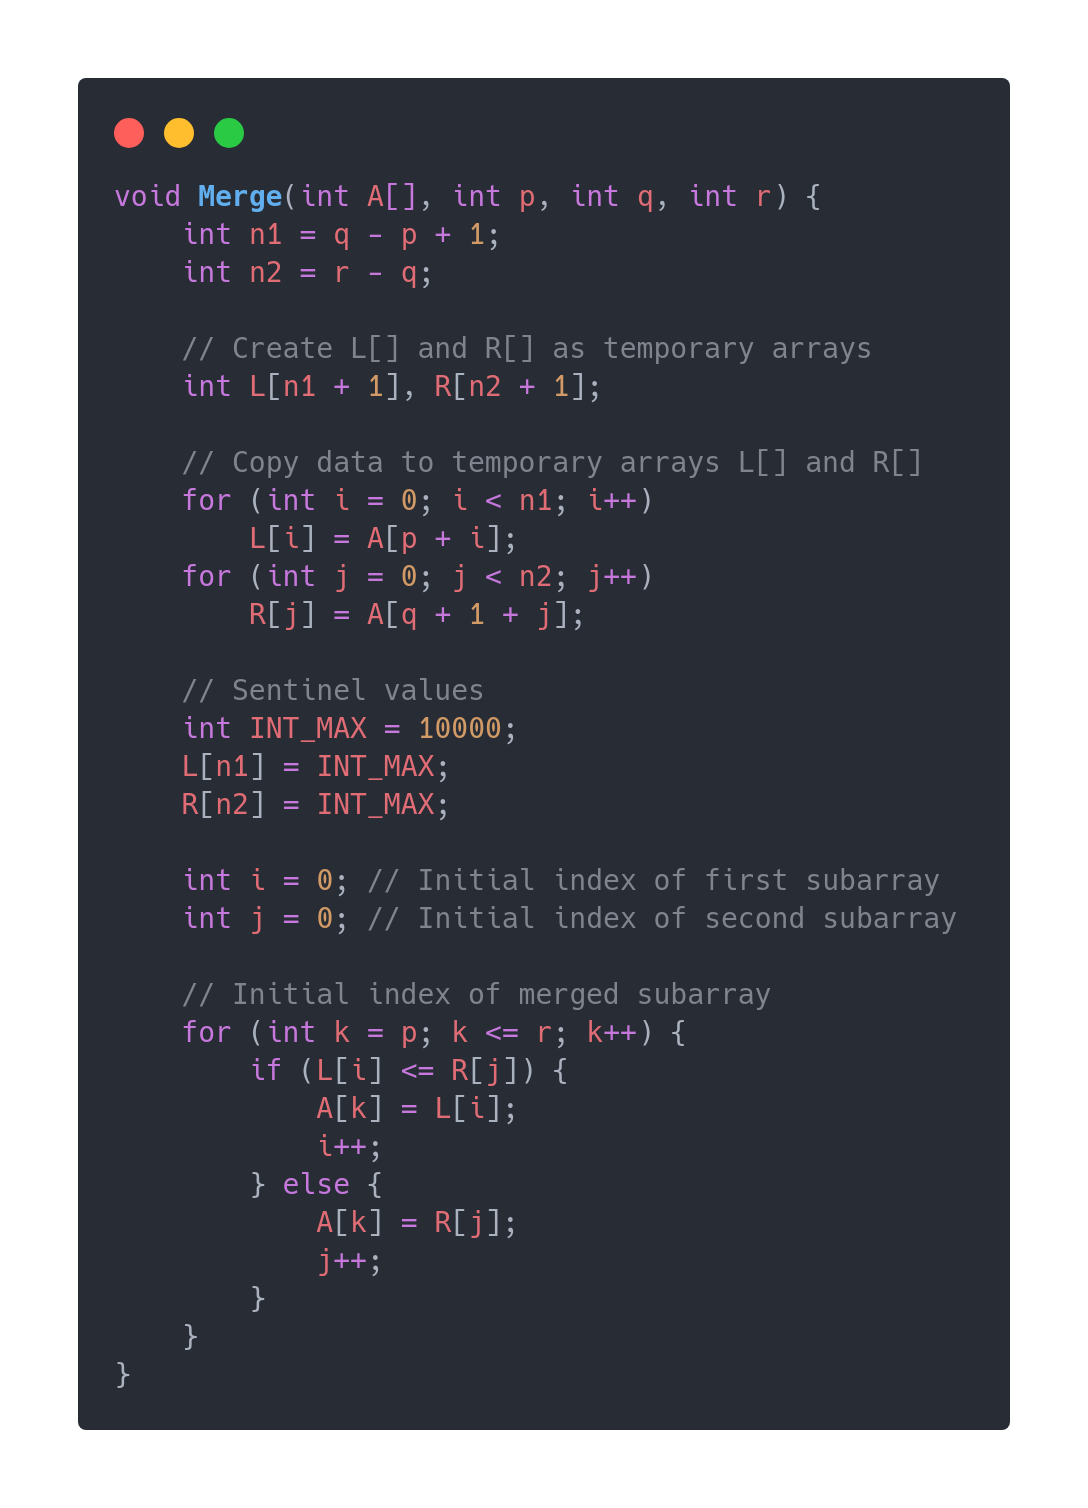 void Merge(int A[], int p, int q, int r) {
    int n1 = q - p + 1;
    int n2 = r - q;

    // Create L[] and R[] as temporary arrays
    int L[n1 + 1], R[n2 + 1];

    // Copy data to temporary arrays L[] and R[]
    for (int i = 0; i < n1; i++)
        L[i] = A[p + i];
    for (int j = 0; j < n2; j++)
        R[j] = A[q + 1 + j];

    // Sentinel values
    int INT_MAX = 10000;
    L[n1] = INT_MAX;
    R[n2] = INT_MAX;

    int i = 0; // Initial index of first subarray
    int j = 0; // Initial index of second subarray

    // Initial index of merged subarray
    for (int k = p; k <= r; k++) {
        if (L[i] <= R[j]) {
            A[k] = L[i];
            i++;
        } else {
            A[k] = R[j];
            j++;
        }
    }
}